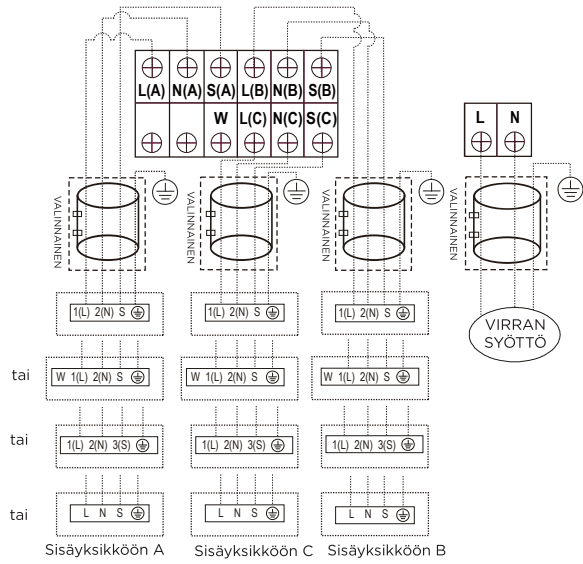 L(A) N(A) S(A) L(B) N(B) S(B)
W L(C) N(C) S(C)
L N
VALINNAINEN VALINNAINEN VALINNAINEN VALINNAINEN
1(L) 2(N) S 1(L) 2(N) S 1(L) 2(N) S
VIRRAN
SYÖTTÖ
tai W 1(L) 2(N) S W 1(L) 2(N) S W 1(L) 2(N) S
tai 1(L) 2(N) 3(S) 1(L) 2(N) 3(S) 1(L) 2(N) 3(S)
tai L N S L N S L N S
Sisäyksikköön A Sisäyksikköön C Sisäyksikköön B